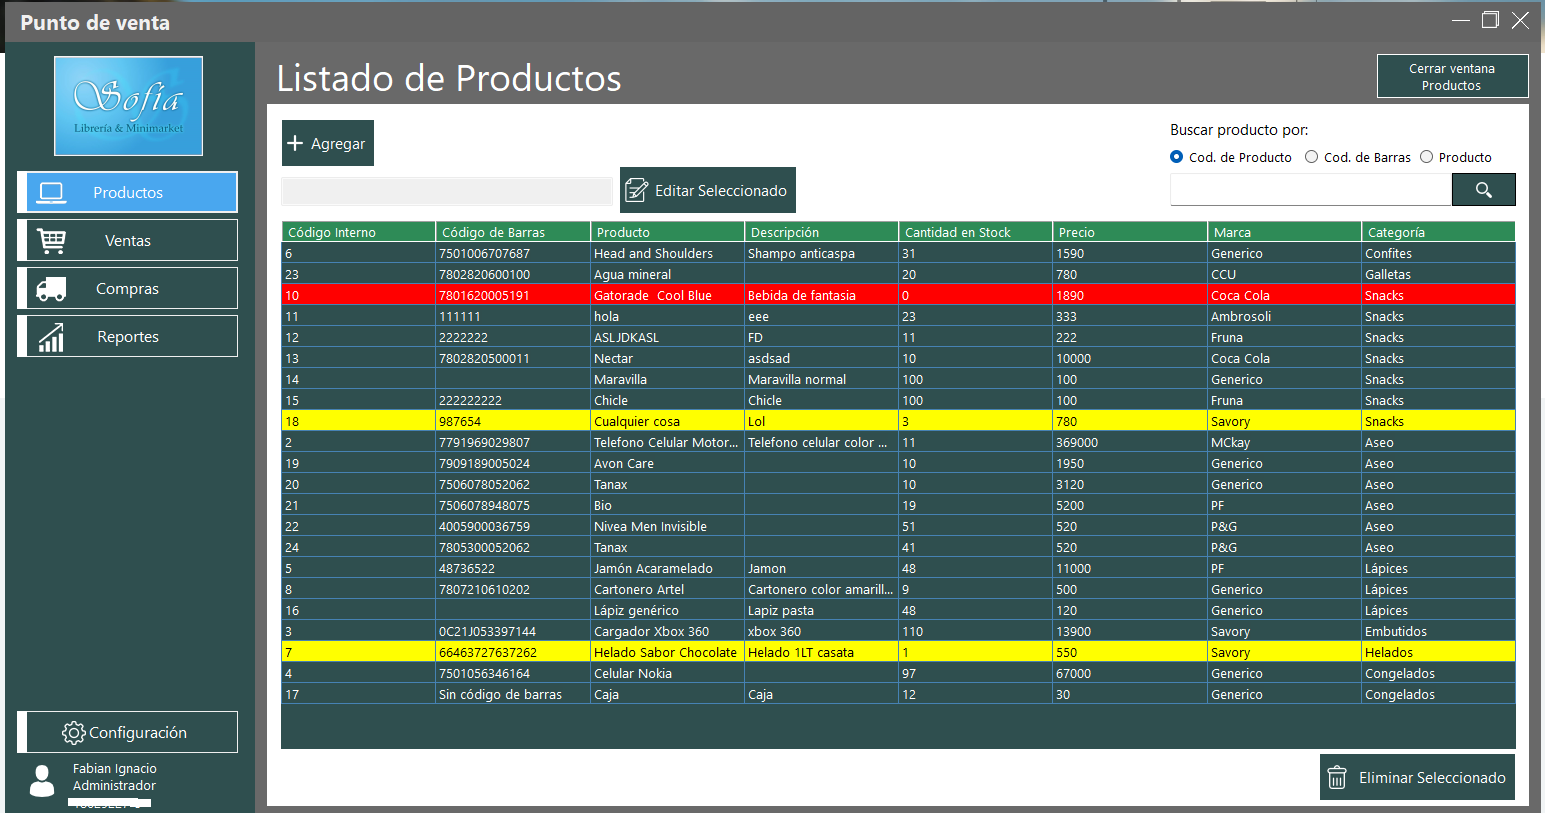 Punto de venta
Sofía
Librería & Minimarket
Productos
Ventas
Compras
Reportes
Configuración
Fabian Ignacio
Administrador
Listado de Productos
Cerrar ventana
Productos
Agregar
Editar Seleccionado
Buscar producto por:
Cod. de Producto Cod. de Barras Producto
Código Interno Código de Barras Producto Descripción Cantidad en Stock Precio Marca Categoría
6 7501006707687 Head and Shoulders Shampo anticaspa 31 1590 Generico Confites
23 7802820600100 Agua mineral 20 780 CCU Galletas
10 7801620005191 Gatorade  Cool Blue Bebida de fantasia 0 1890 Coca Cola Snacks
11 111111 hola eee 23 333 Ambrosoli Snacks
12 2222222 ASLJDKASL FD 11 222 Fruna Snacks
13 7802820500011 Nectar asdsad 10 10000 Coca Cola Snacks
14 Maravilla Maravilla normal 100 100 Generico Snacks
15 222222222 Chicle Chicle 100 100 Fruna Snacks
18 987654 Cualquier cosa Lol 3 780 Savory Snacks
2 7791969029807 Telefono Celular Motor... Telefono celular color ... 11 369000 MCkay Aseo
19 7909189005024 Avon Care 10 1950 Generico Aseo
20 7506078052062 Tanax 10 3120 Generico Aseo
21 7506078948075 Bio 19 5200 PF Aseo
22 4005900036759 Nivea Men Invisible 51 520 P&G Aseo
24 7805300052062 Tanax 41 520 P&G Aseo
5 48736522 Jamón Acaramelado Jamon 48 11000 PF Lápices
8 7807210610202 Cartonero Artel Cartonero color amarill... 9 500 Generico Lápices
16 Lápiz genérico Lapiz pasta 48 120 Generico Lápices
3 0C21J053397144 Cargador Xbox 360 xbox 360 110 13900 Savory Embutidos
7 66463727637262 Helado Sabor Chocolate Helado 1LT casata 1 550 Savory Helados
4 7501056346164 Celular Nokia 97 67000 Generico Congelados
17 Sin código de barras Caja Caja 12 30 Generico Congelados
Eliminar Seleccionado